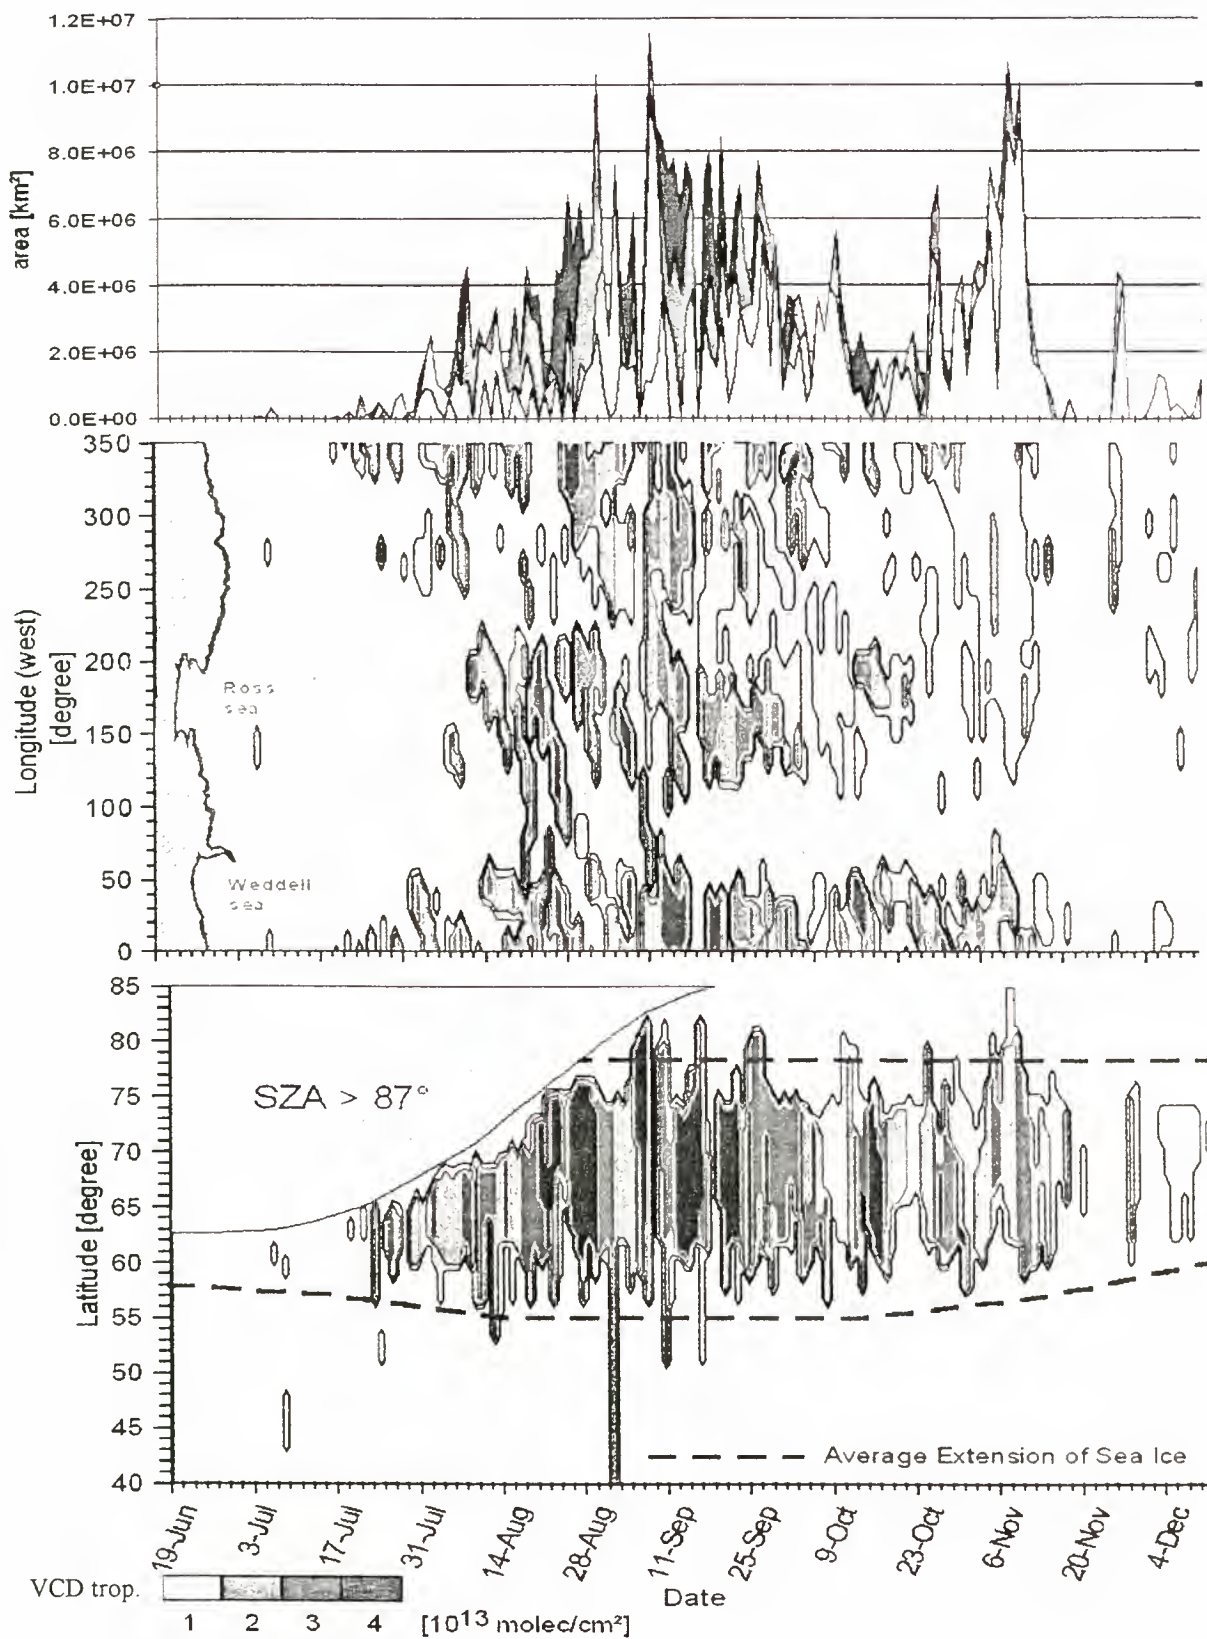 1.2E+07
1.0E+07
8.0E+06
6.0E+06
4.0E+06
2.0E+06
0.0E+00
area [km²]
350
300
250
200
150
100
50
0
Longitude (west)
[degree]
Ross
sea
Weddell
sea
85
80
75
70
65
60
55
50
45
40
Latitude [degree]
SZA > 87°
Average Extension of Sea Ice
19-Jun 3-Jul 17-Jul 31-Jul 14-Aug 28-Aug 11-Sep 25-Sep 9-Oct 23-Oct 6-Nov 20-Nov 4-Dec
Date
VCD trop.
1 2 3 4 [10¹³ molec/cm²]